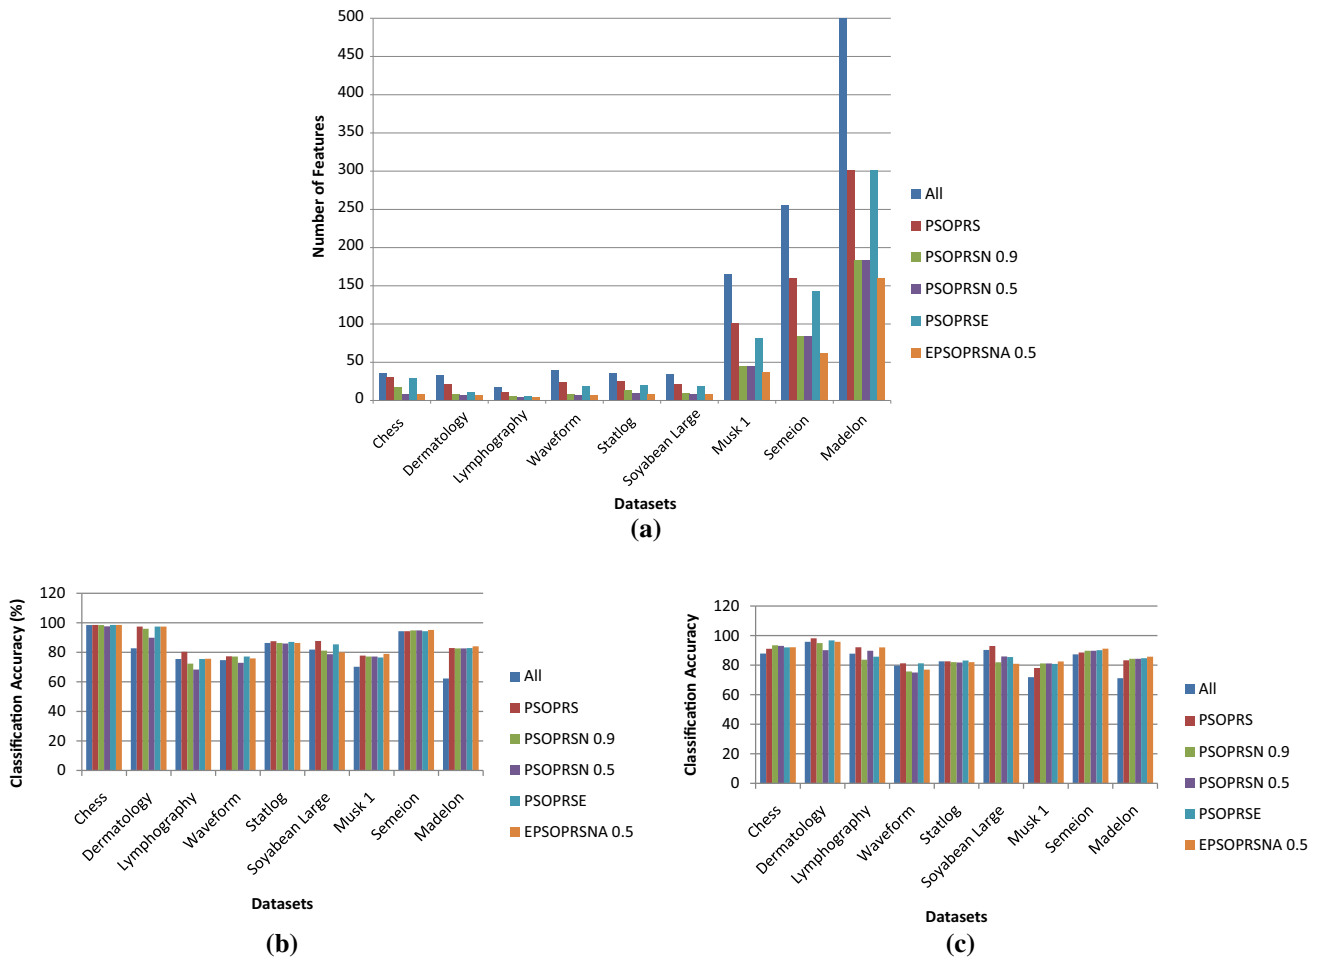 500
450
400
350
300
250
200
150
100
50
0
Number of Features
Chess
Dermatology
Lymphography
Waveform
Statlog
Soyabean Large
Musk 1
Semeion
Madelon
Datasets
All
PSOPRS
PSOPRSN 0.9
PSOPRSN 0.5
PSOPRSE
EPSOPRSNA 0.5
(a)
120
100
80
60
40
20
0
Classification Accuracy (%)
Chess
Dermatology
Lymphography
Waveform
Statlog
Soyabean Large
Musk 1
Semeion
Madelon
Datasets
All
PSOPRS
PSOPRSN 0.9
PSOPRSN 0.5
PSOPRSE
EPSOPRSNA 0.5
(b)
120
100
80
60
40
20
0
Classification Accuracy
Chess
Dermatology
Lymphography
Waveform
Statlog
Soyabean Large
Musk 1
Semeion
Madelon
Datasets
All
PSOPRS
PSOPRSN 0.9
PSOPRSN 0.5
PSOPRSE
EPSOPRSNA 0.5
(c)